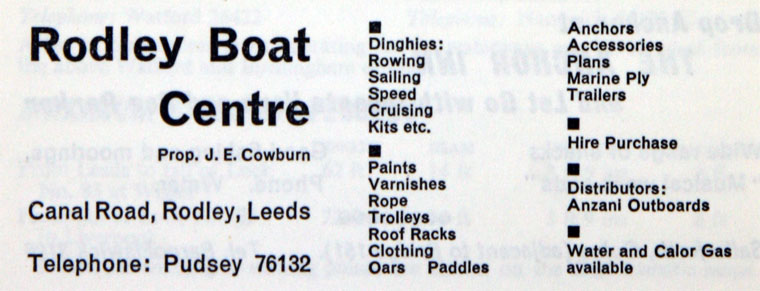 Rodley Boat
Centre
Prop. J. E. Cowburn
Canal Road, Rodley, Leeds
Telephone: Pudsey 76132
Dinghies:
Rowing
Sailing
Speed
Cruising
Kits etc.
Paints
Varnishes
Rope
Trolleys
Roof Racks
Clothing
Oars Paddles
Anchors
Accessories
Plans
Marine Ply
Trailers
Hire Purchase
Distributors:
Anzani Outboards
Water and Calor Gas
available